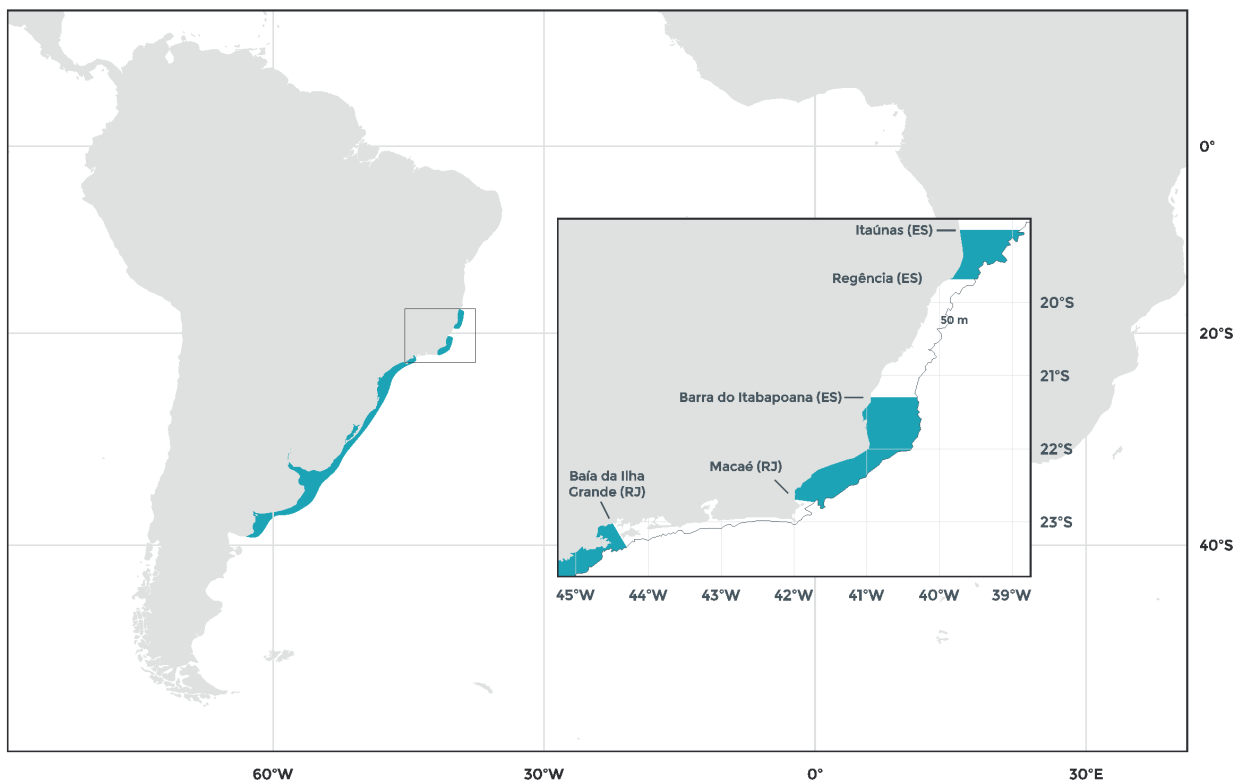 0°
Itaúnas (ES)
Regência (ES)
20°S
50 m
20°S
21°S
Barra do Itabapoana (ES)
22°S
Macaé (RJ)
Baía da Ilha
Grande (RJ)
23°S
40°S
45°W 44°W 43°W 42°W 41°W 40°W 39°W
60°W 30°W 0° 30°E